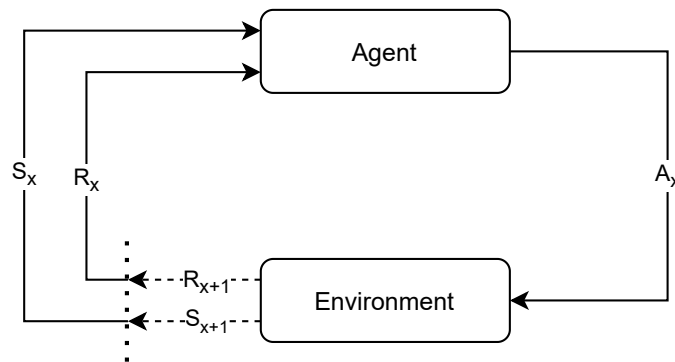 Agent
Sₓ
Rₓ
Aₓ
Rₓ₊₁
Environment
Sₓ₊₁